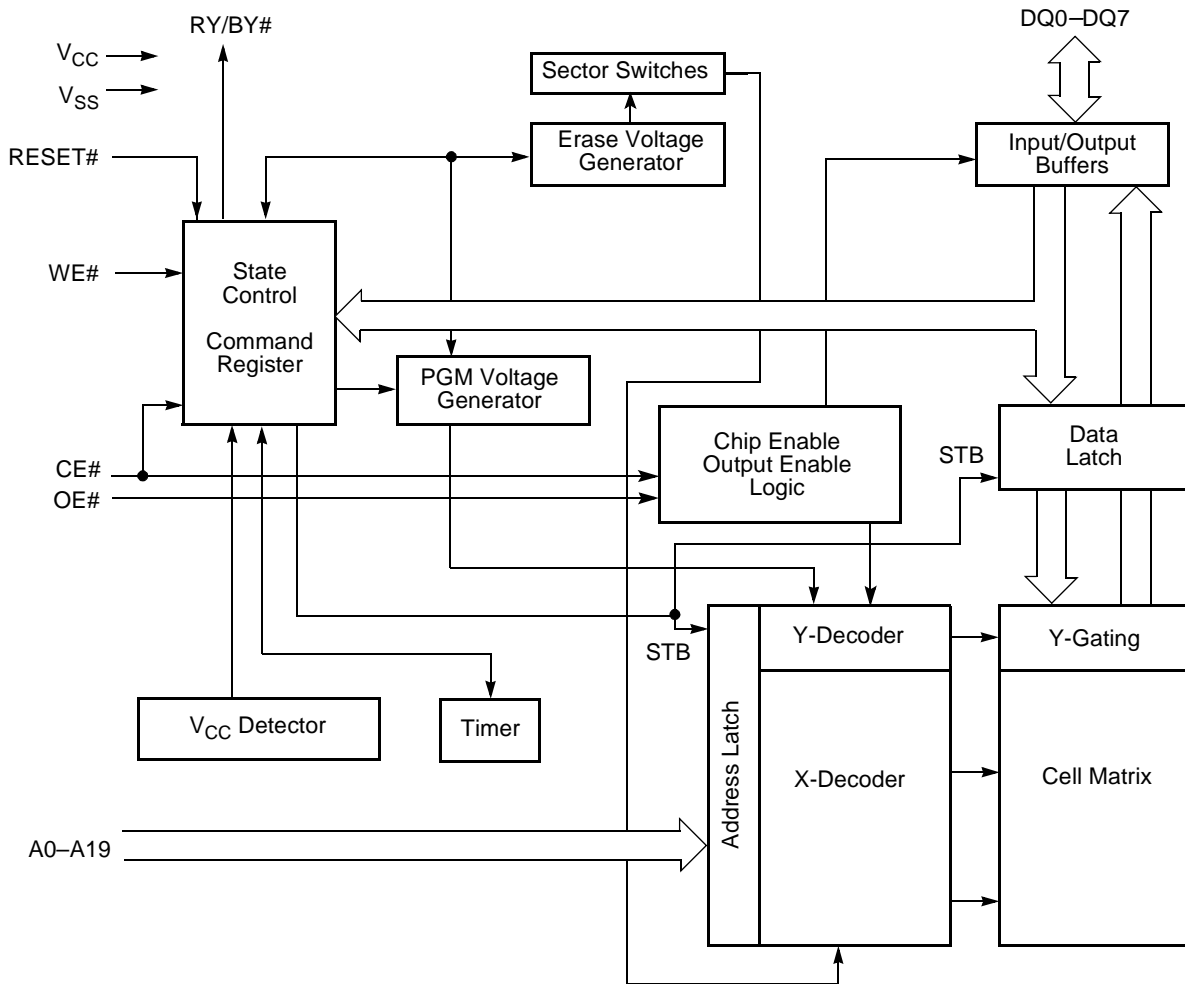 RY/BY#
DQ0–DQ7
VCC
VSS
Sector Switches
Erase Voltage
Generator
Input/Output
Buffers
RESET#
WE#
State
Control
Command
Register
PGM Voltage
Generator
Chip Enable
Output Enable
Logic
STB
Data
Latch
CE#
OE#
STB
Y-Decoder
Y-Gating
VCC Detector
Timer
Address Latch
X-Decoder
Cell Matrix
A0–A19